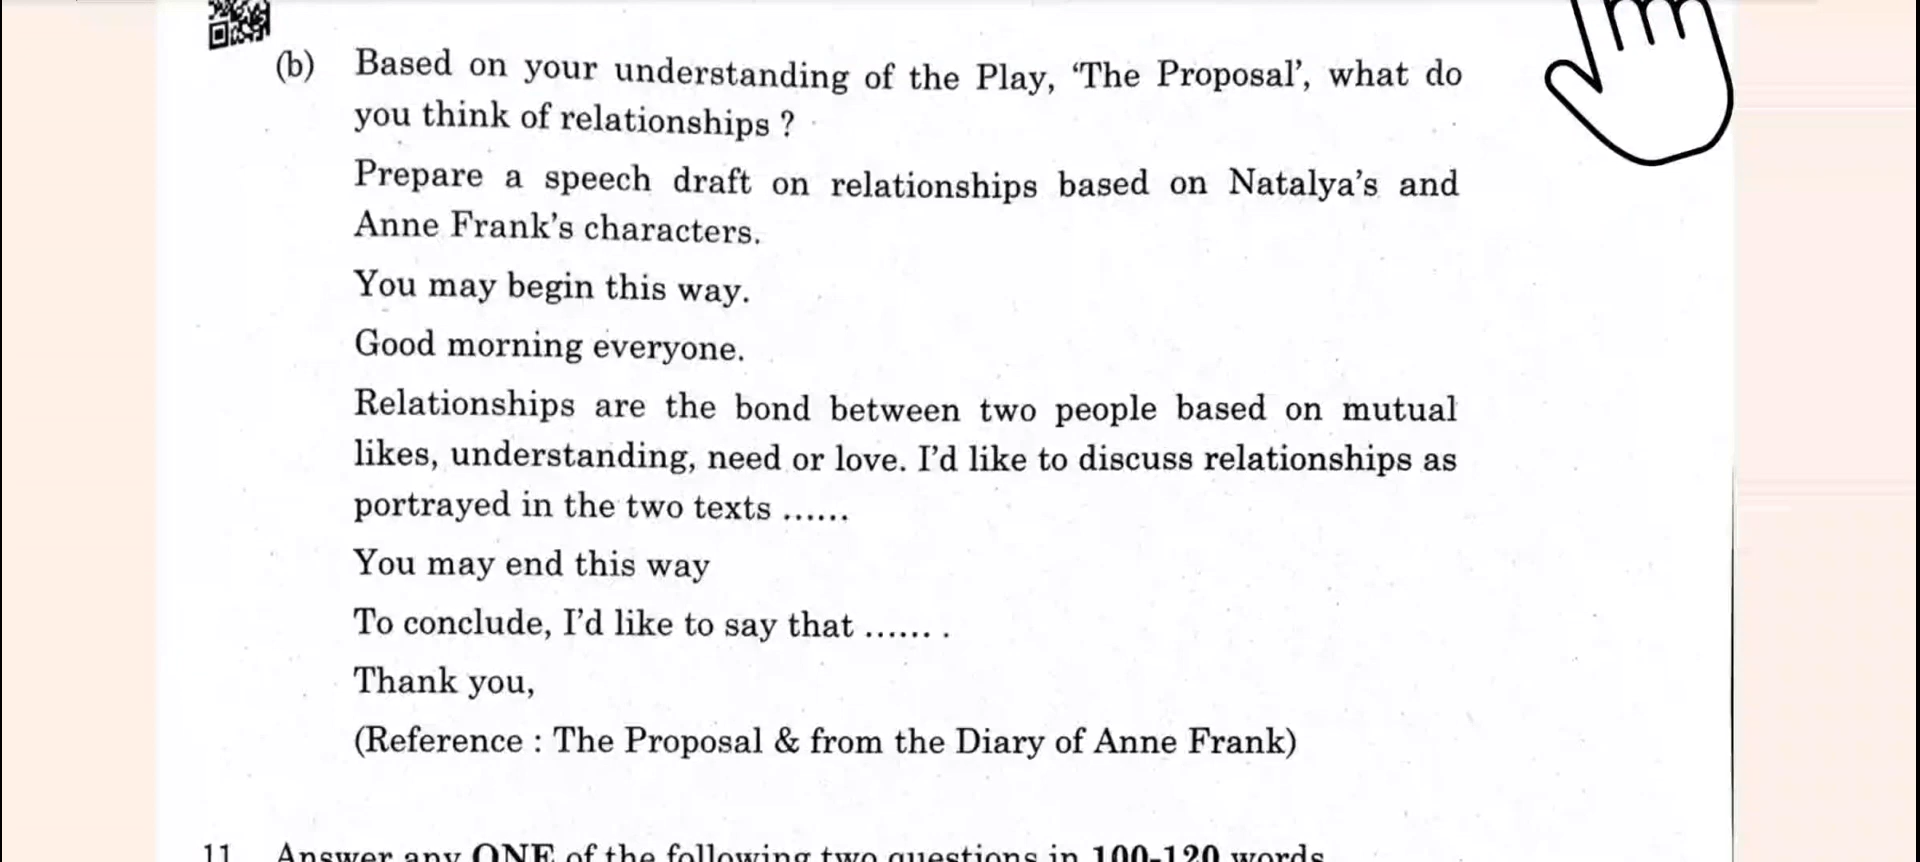 (b) Based on your understanding of the Play, ‘The Proposal’, what do
you think of relationships ?
Prepare a speech draft on relationships based on Natalya’s and
Anne Frank’s characters.
You may begin this way.
Good morning everyone.
Relationships are the bond between two people based on mutual
likes, understanding, need or love. I’d like to discuss relationships as
portrayed in the two texts ......
You may end this way
To conclude, I’d like to say that ...... .
Thank you,
(Reference : The Proposal & from the Diary of Anne Frank)
11. Answer any ONE of the following two questions in 100-120 words